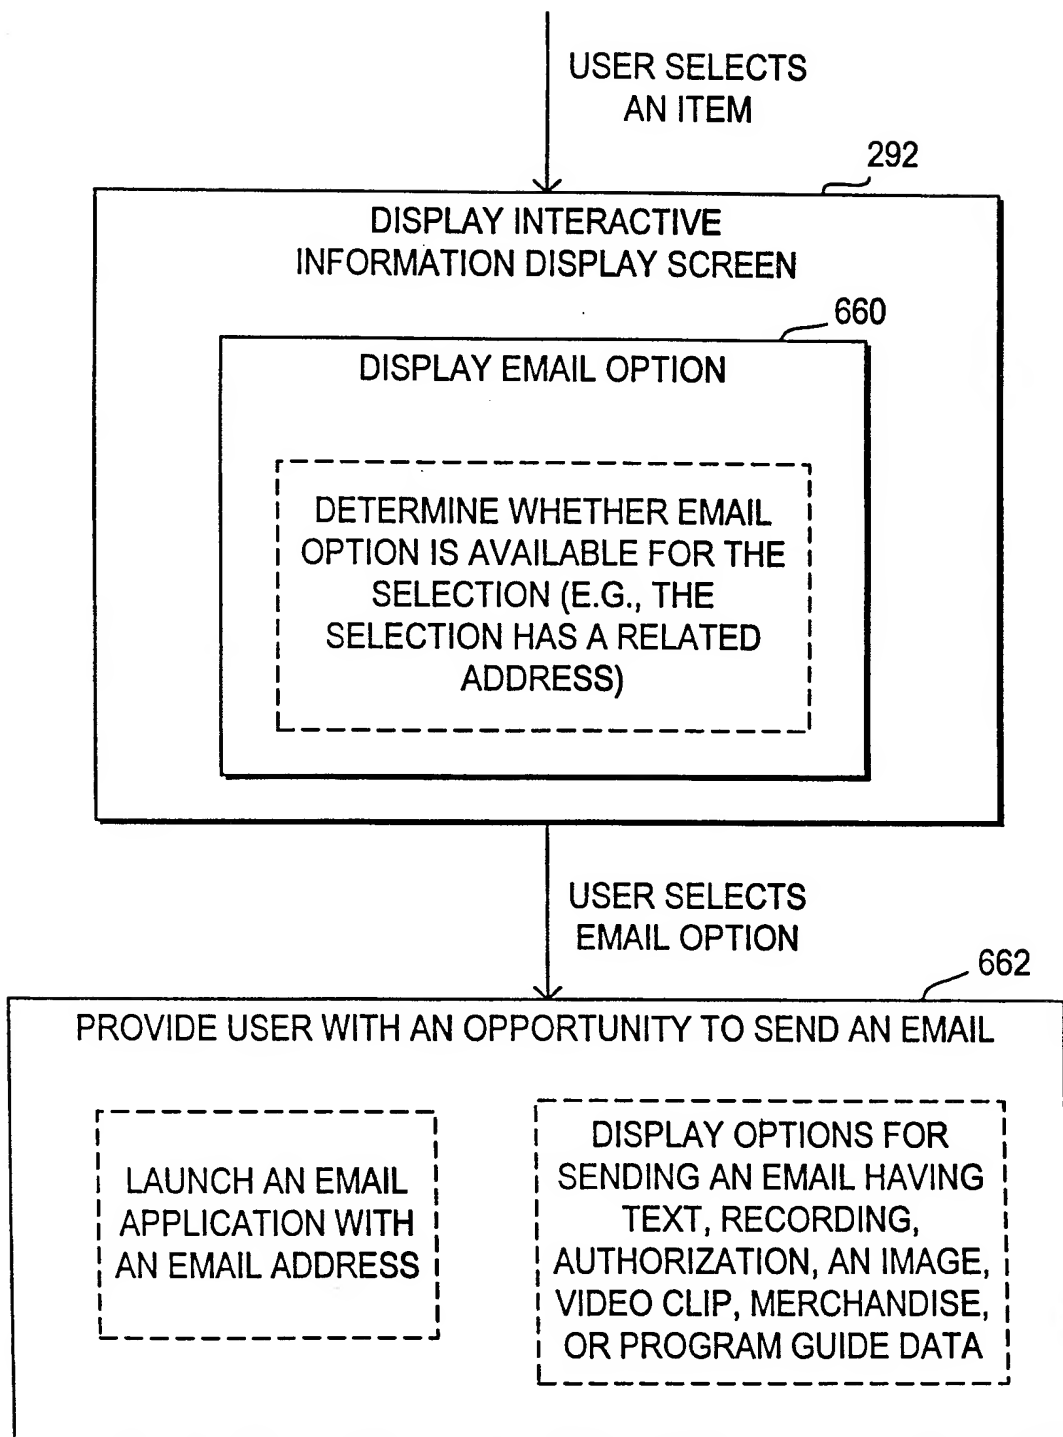 USER SELECTS
AN ITEM
292
DISPLAY INTERACTIVE
INFORMATION DISPLAY SCREEN
660
DISPLAY EMAIL OPTION
DETERMINE WHETHER EMAIL
OPTION IS AVAILABLE FOR THE
SELECTION (E.G., THE
SELECTION HAS A RELATED
ADDRESS)
USER SELECTS
EMAIL OPTION
662
PROVIDE USER WITH AN OPPORTUNITY TO SEND AN EMAIL
LAUNCH AN EMAIL
APPLICATION WITH
AN EMAIL ADDRESS
DISPLAY OPTIONS FOR
SENDING AN EMAIL HAVING
TEXT, RECORDING,
AUTHORIZATION, AN IMAGE,
VIDEO CLIP, MERCHANDISE,
OR PROGRAM GUIDE DATA